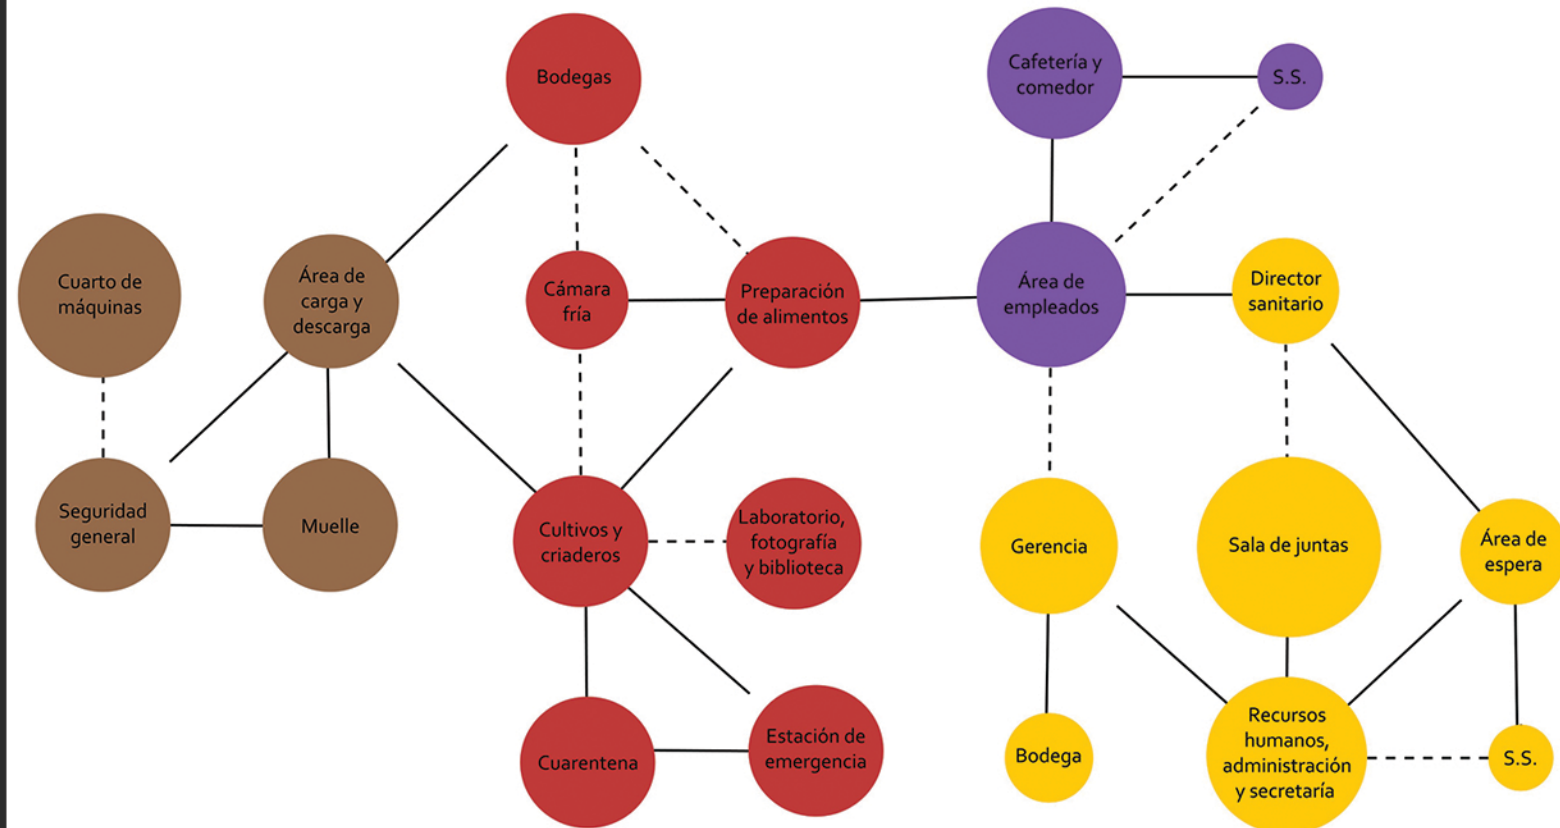 Bodegas
Cafetería y
comedor
S.S.
Cuarto de
máquinas
Área de
carga y
descarga
Cámara
fría
Preparación
de alimentos
Área de
empleados
Director
sanitario
Seguridad
general
Muelle
Cultivos y
criaderos
Laboratorio,
fotografía
y biblioteca
Gerencia
Sala de juntas
Área de
espera
Cuarentena
Estación de
emergencia
Bodega
Recursos
humanos,
administración
y secretaría
S.S.